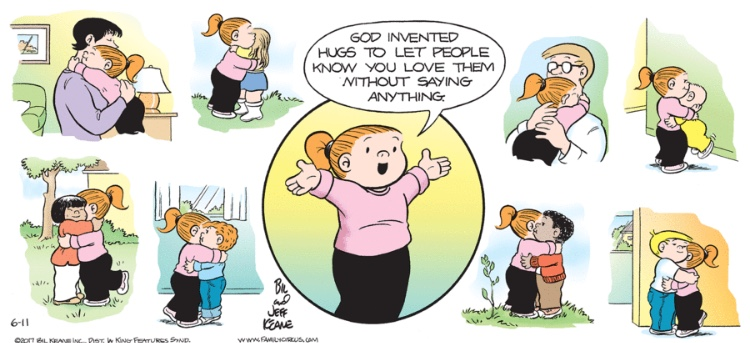 GOD INVENTED
HUGS TO LET PEOPLE
KNOW YOU LOVE THEM
WITHOUT SAYING
ANYTHING.
BIL
and
JEFF
KEANE
6-11
©2017 BIL KEANE, INC. DIST. by KING FEATURES SYND.
WWW.FAMILYCIRCUS.COM